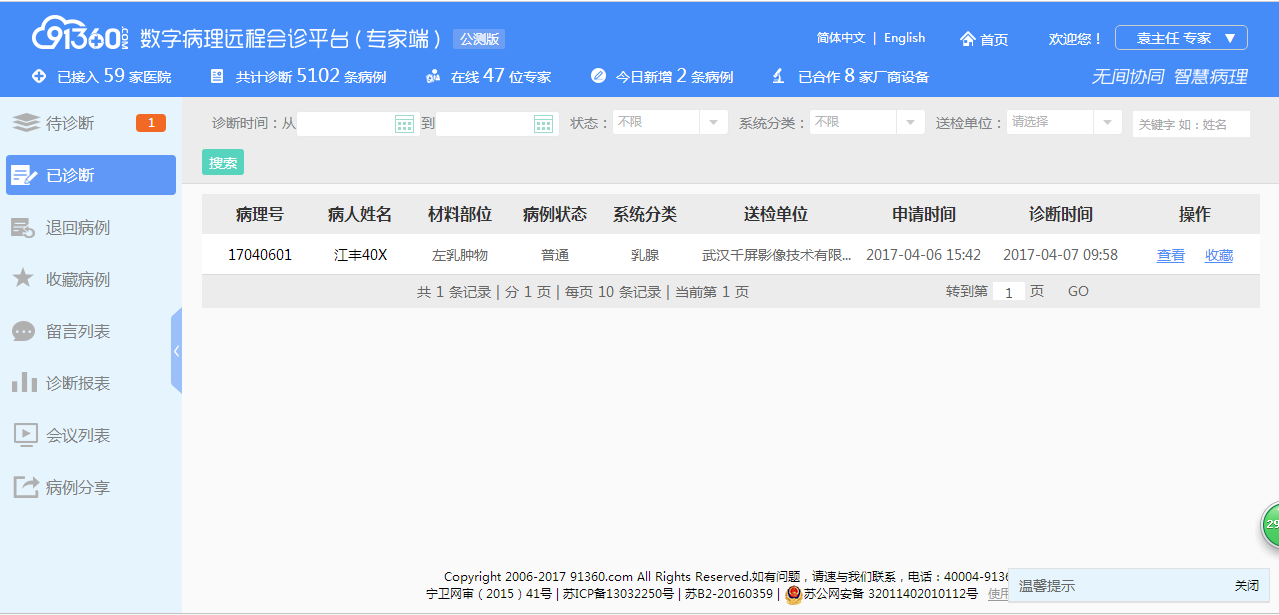 91360.COM 数字病理远程会诊平台(专家端) 公测版 简体中文 | English 首页 欢迎您! 袁主任 专家 ▼
已接入 59 家医院 共计诊断 5102 条病例 在线 47 位专家 今日新增 2 条病例 已合作 8 家厂商设备 无间协同 智慧病理
待诊断 1
已诊断
退回病例
收藏病例
留言列表
诊断报表
会议列表
病例分享
诊断时间:从 到 状态: 不限 系统分类: 不限 送检单位: 请选择 关键字 如:姓名
搜索
病理号 病人姓名 材料部位 病例状态 系统分类 送检单位 申请时间 诊断时间 操作
17040601 江丰40X 左乳肿物 普通 乳腺 武汉千屏影像技术有限... 2017-04-06 15:42 2017-04-07 09:58 查看 收藏
共 1 条记录 | 分 1 页 | 每页 10 条记录 | 当前第 1 页 转到第 1 页 GO
29
Copyright 2006-2017 91360.com All Rights Reserved.如有问题,请速与我们联系,电话:40004-9136
宁卫网审(2015)41号 | 苏ICP备13032250号 | 苏B2-20160359 | 苏公网安备 32011402010112号 使用
温馨提示 关闭